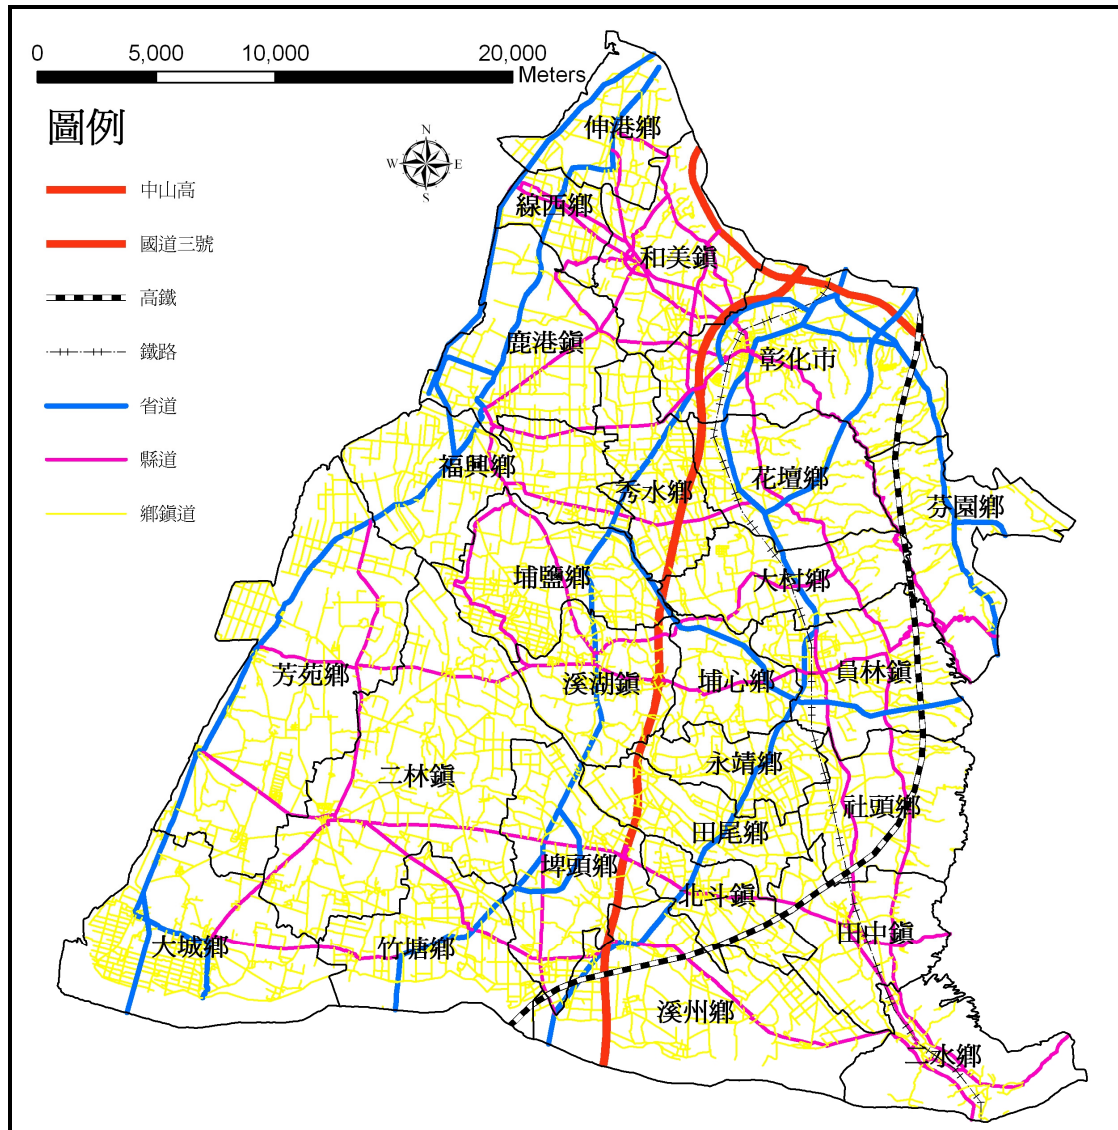 0 5,000 10,000 20,000
Meters
圖例
N
W E
S
中山高
國道三號
高鐵
鐵路
省道
縣道
鄉鎮道
伸港鄉
線西鄉
和美鎮
鹿港鎮
彰化市
福興鄉
秀水鄉
花壇鄉
芬園鄉
埔鹽鄉
大村鄉
芳苑鄉
溪湖鎮
埔心鄉
員林鎮
二林鎮
永靖鄉
社頭鄉
田尾鄉
埤頭鄉
北斗鎮
大城鄉
竹塘鄉
田中鎮
溪州鄉
二水鄉